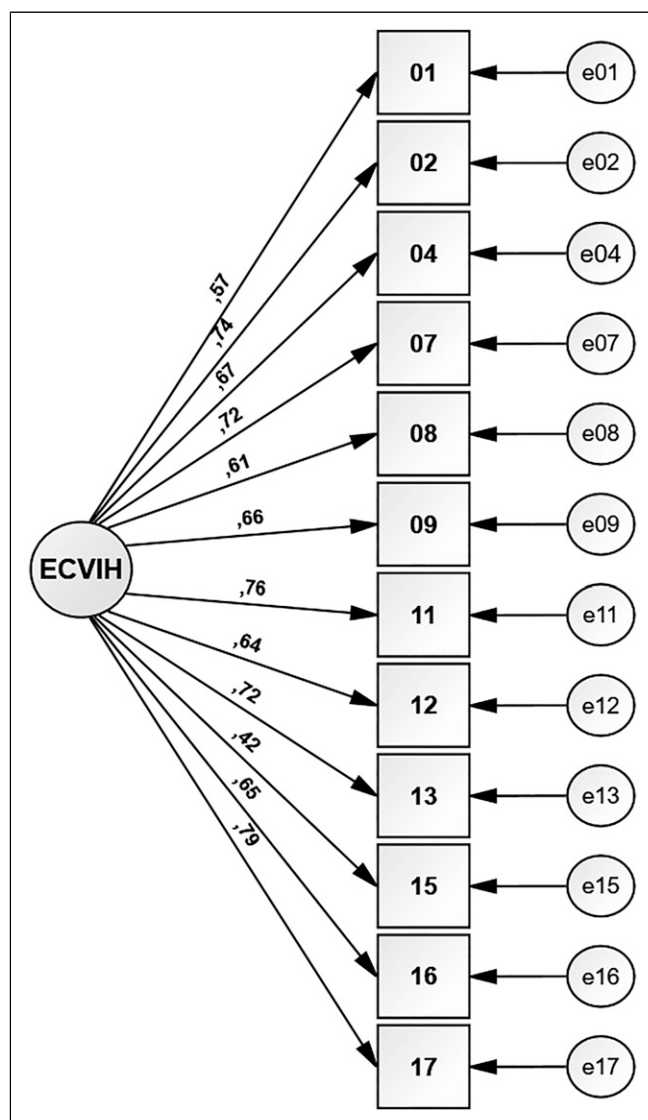 01 e01
02 e02
04 e04
,57
,74
,67
07 e07
,72
08 e08
,61
09 e09
,66
ECVIH
,76
11 e11
,64
12 e12
,72
13 e13
,42
15 e15
,65
16 e16
,79
17 e17